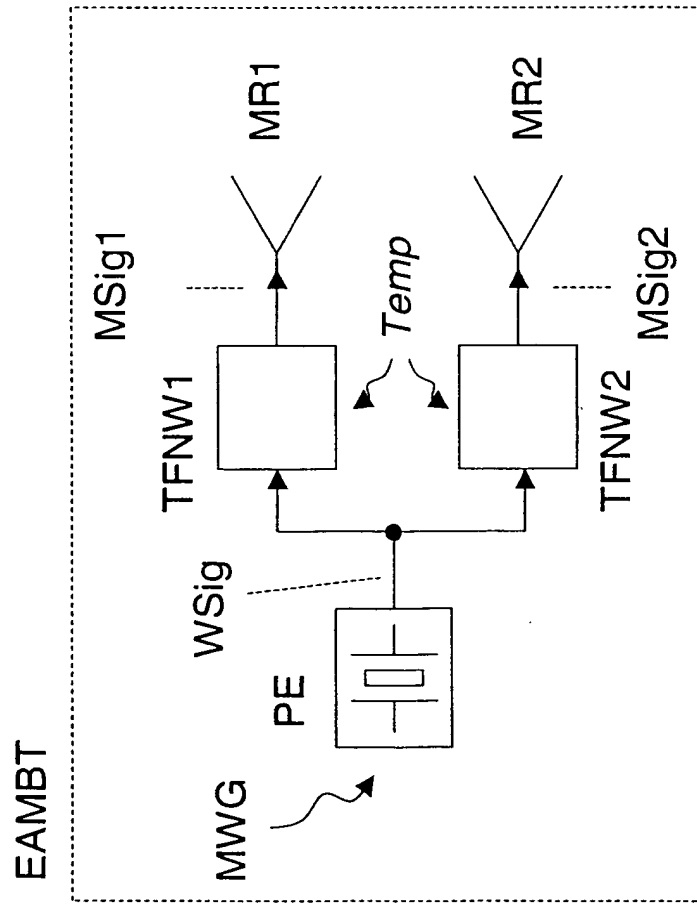 EAMBT
MWG
PE
WSig
TFNW1
MSig1
MR1
Temp
TFNW2
MSig2
MR2